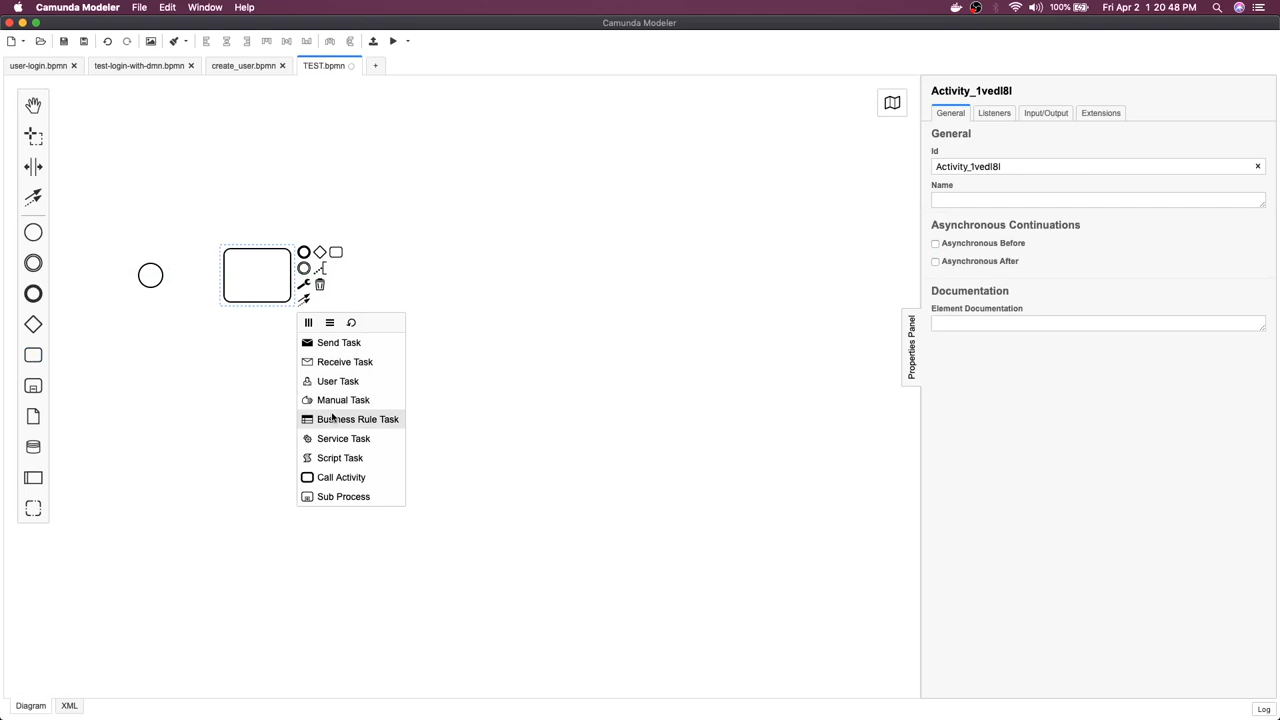 Camunda Modeler File Edit Window Help 100% Fri Apr 2 1 20 48 PM
Camunda Modeler
user-login.bpmn test-login-with-dmn.bpmn create_user.bpmn TEST.bpmn +
Activity_1vedl8l
General Listeners Input/Output Extensions
General
Id
Activity_1vedl8l
Name
Asynchronous Continuations
Asynchronous Before
Asynchronous After
Documentation
Element Documentation
Properties Panel
Send Task
Receive Task
User Task
Manual Task
Business Rule Task
Service Task
Script Task
Call Activity
Sub Process
Diagram XML
Log